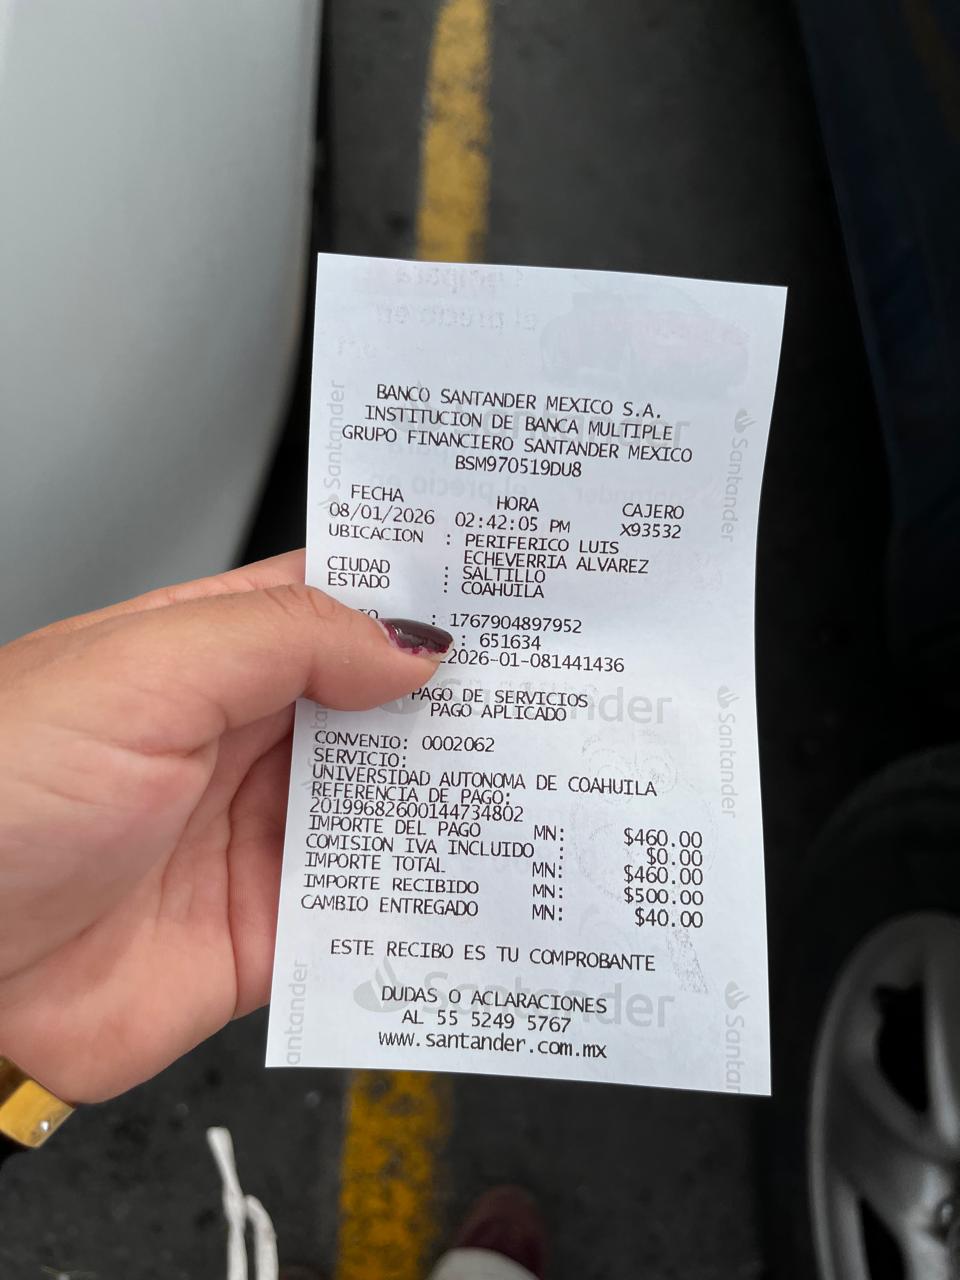 BANCO SANTANDER MEXICO S.A.
INSTITUCION DE BANCA MULTIPLE
GRUPO FINANCIERO SANTANDER MEXICO
BSM970519DU8
FECHA HORA CAJERO
08/01/2026 02:42:05 PM X93532
UBICACION : PERIFERICO LUIS
ECHEVERRIA ALVAREZ
CIUDAD : SALTILLO
ESTADO : COAHUILA
: 1767904897952
: 651634
2026-01-081441436
PAGO DE SERVICIOS
PAGO APLICADO
CONVENIO: 0002062
SERVICIO:
UNIVERSIDAD AUTONOMA DE COAHUILA
REFERENCIA DE PAGO:
20199682600144734802
IMPORTE DEL PAGO MN: $460.00
COMISION IVA INCLUIDO : $0.00
IMPORTE TOTAL MN: $460.00
IMPORTE RECIBIDO MN: $500.00
CAMBIO ENTREGADO MN: $40.00
ESTE RECIBO ES TU COMPROBANTE
DUDAS O ACLARACIONES
AL 55 5249 5767
www.santander.com.mx
Santander
Santander
Santander
Santander